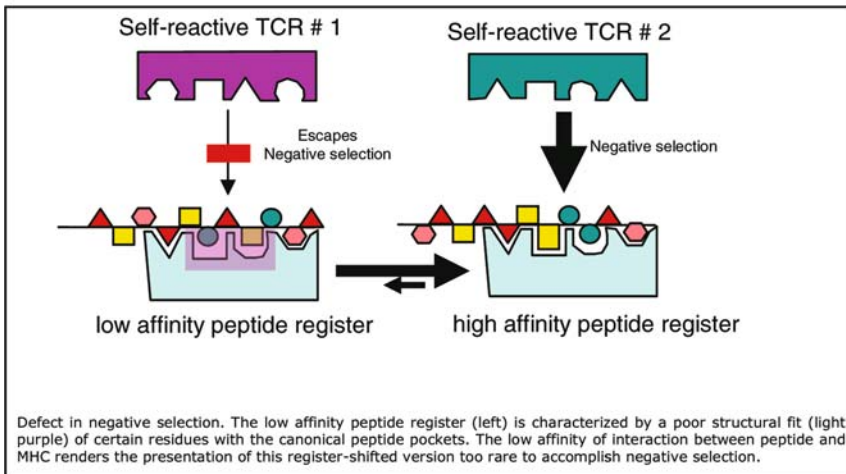 Self-reactive TCR # 1
Self-reactive TCR # 2
Escapes
Negative selection
Negative selection
low affinity peptide register
high affinity peptide register
Defect in negative selection. The low affinity peptide register (left) is characterized by a poor structural fit (light
purple) of certain residues with the canonical peptide pockets. The low affinity of interaction between peptide and
MHC renders the presentation of this register-shifted version too rare to accomplish negative selection.